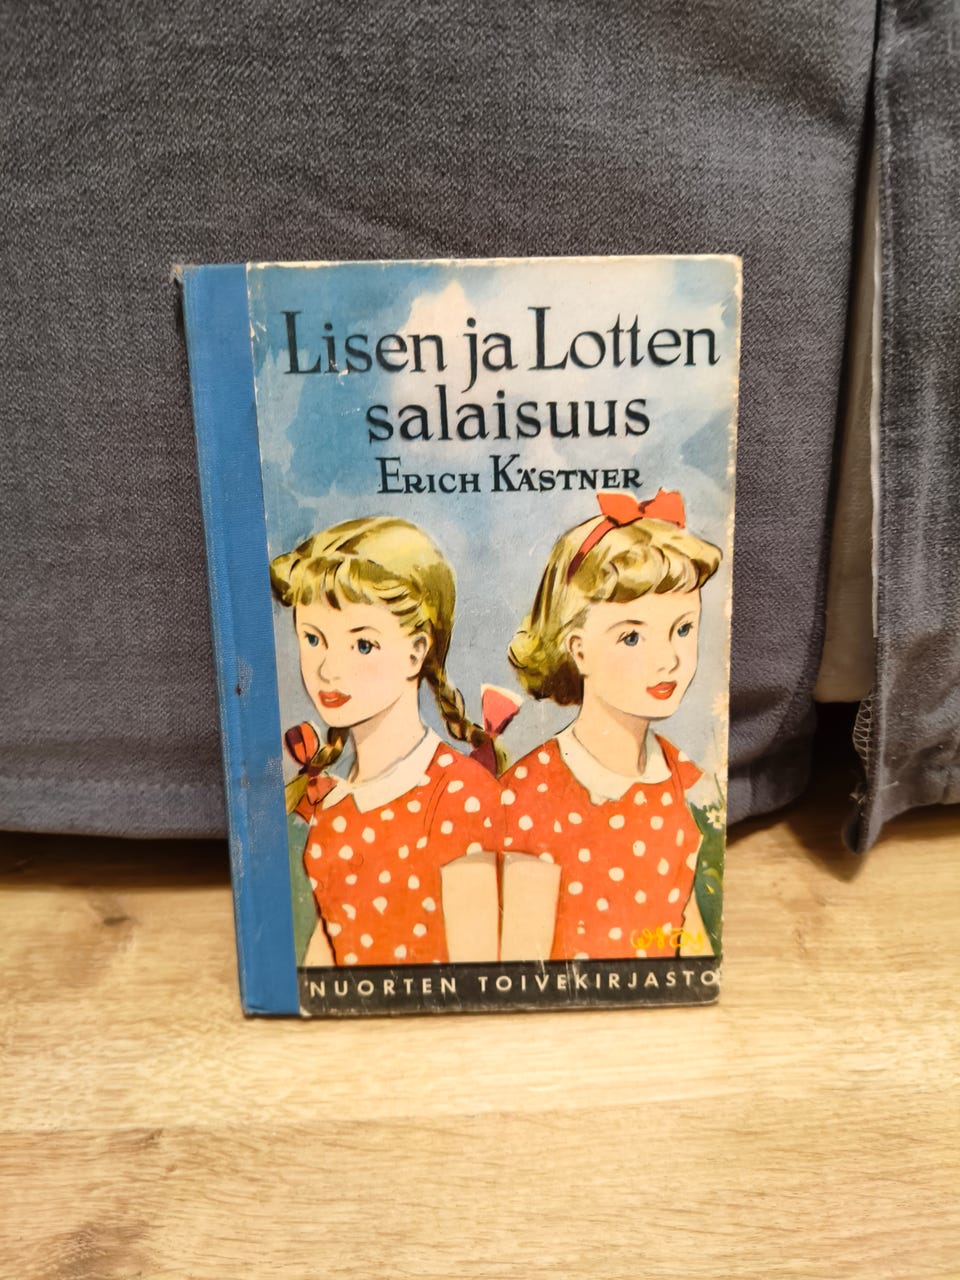 Lisen ja Lotten
salaisuus
ERICH KÄSTNER
NUORTEN TOIVEKIRJASTO